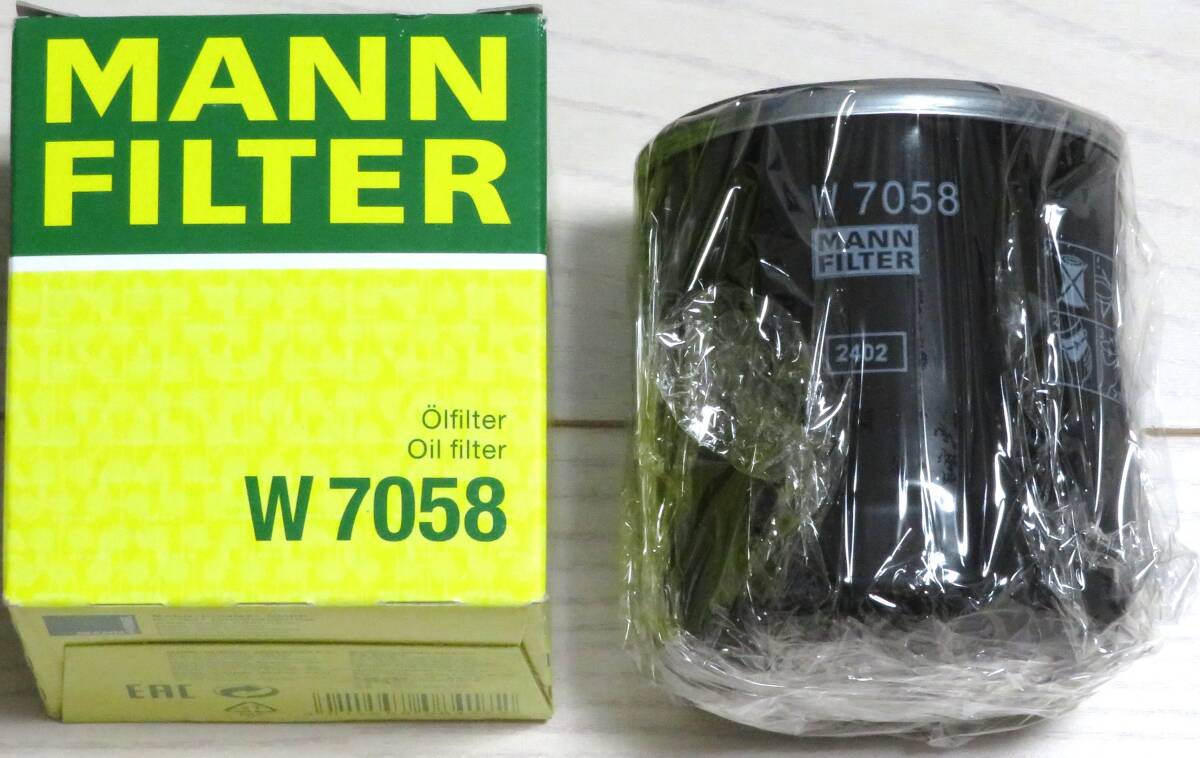 MANN
FILTER
Ölfilter
Oil filter
W 7058
EAC
W 7058
MANN
FILTER
2402